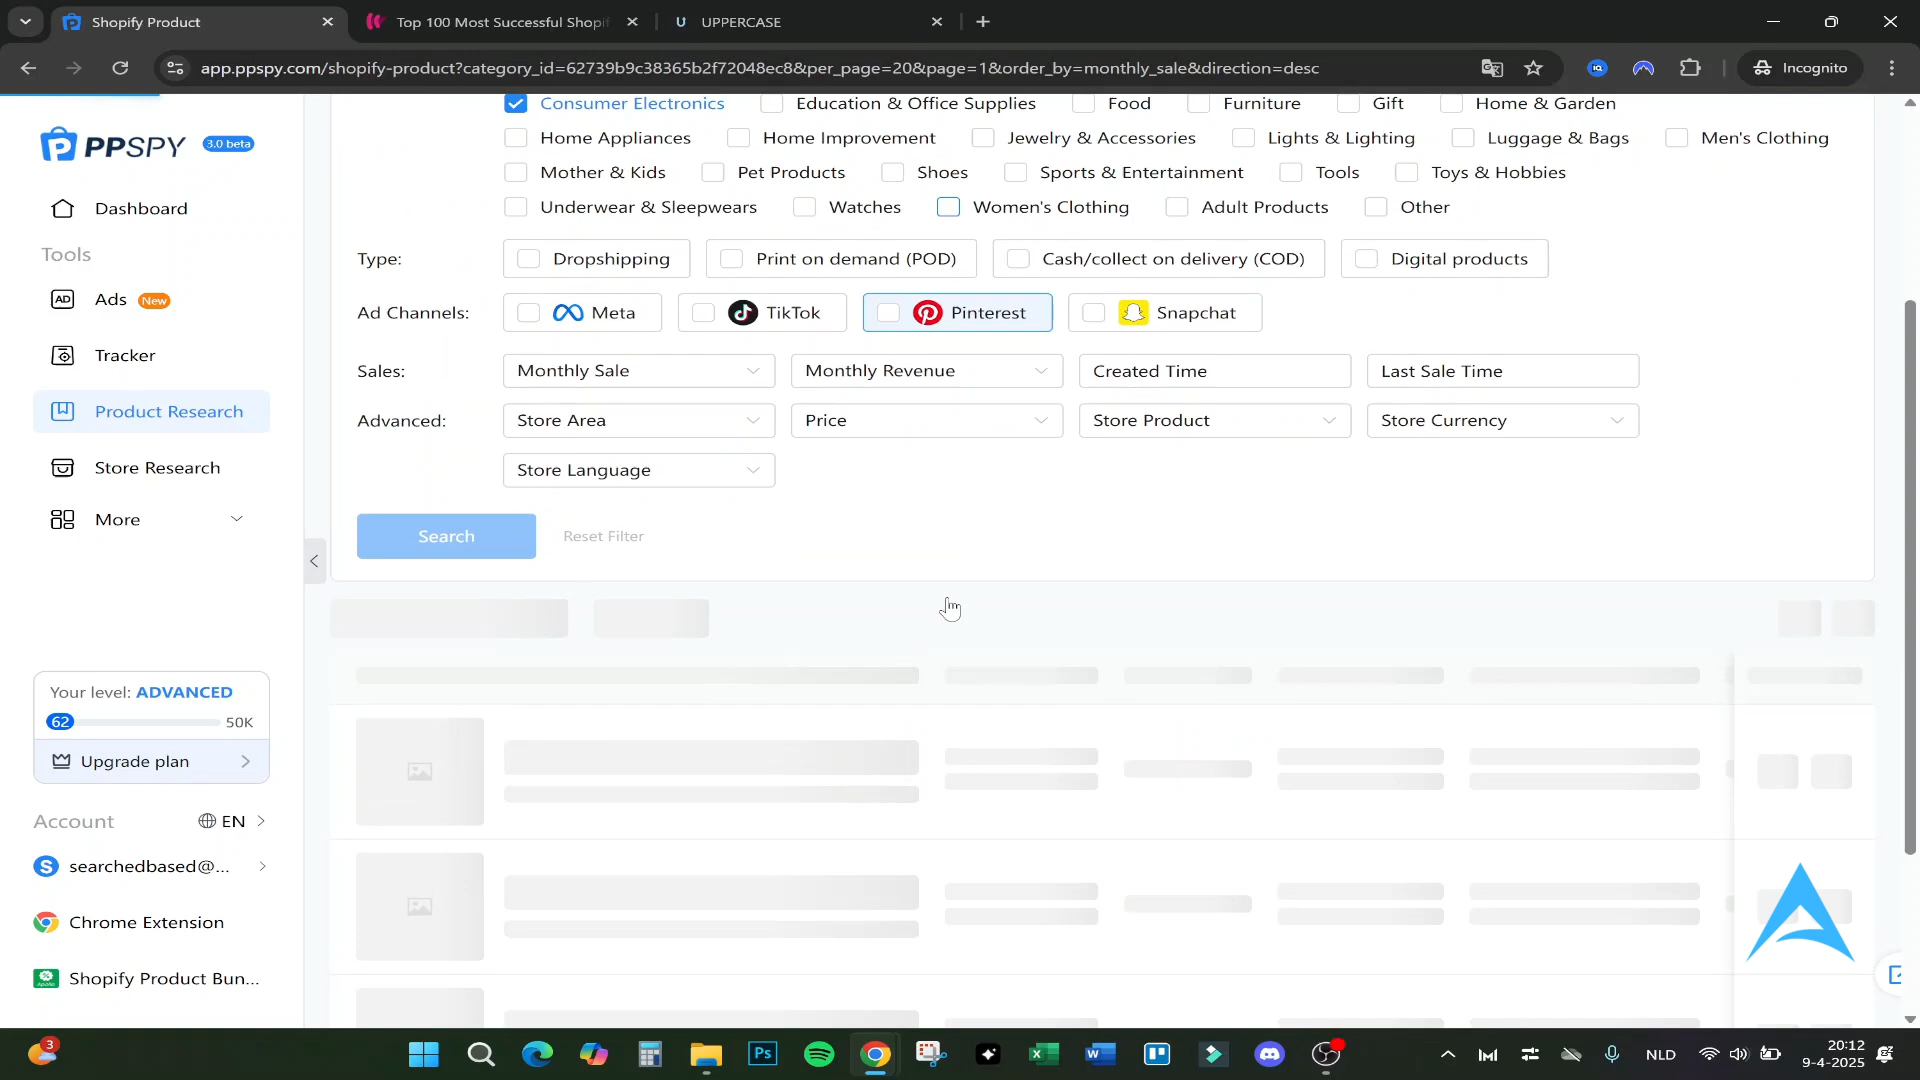 Shopify Product
Top 100 Most Successful Shopif
UPPERCASE
app.ppspy.com/shopify-product?category_id=62739b9c38365b2f72048ec8&per_page=20&page=1&order_by=monthly_sale&direction=desc
Incognito
PPSPY 3.0 beta
Dashboard
Tools
AD Ads New
Tracker
Product Research
Store Research
More
Your level: ADVANCED
62 50K
Upgrade plan
Account EN
S searchedbased@...
Chrome Extension
Shopify Product Bun...
Consumer Electronics Education & Office Supplies Food Furniture Gift Home & Garden
Home Appliances Home Improvement Jewelry & Accessories Lights & Lighting Luggage & Bags Men's Clothing
Mother & Kids Pet Products Shoes Sports & Entertainment Tools Toys & Hobbies
Underwear & Sleepwears Watches Women's Clothing Adult Products Other
Type: Dropshipping Print on demand (POD) Cash/collect on delivery (COD) Digital products
Ad Channels: Meta TikTok Pinterest Snapchat
Sales: Monthly Sale Monthly Revenue Created Time Last Sale Time
Advanced: Store Area Price Store Product Store Currency
Store Language
Search Reset Filter
3
Ps
NLD
20:12
9-4-2025